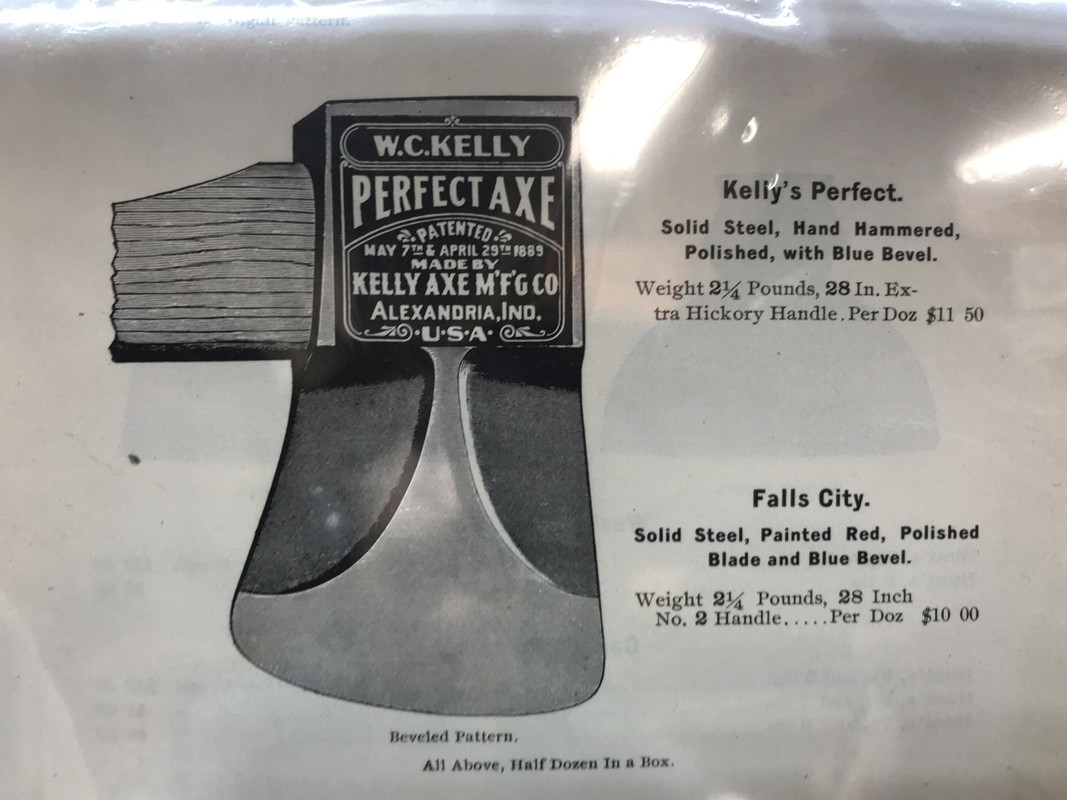 Pattern.
W.C.KELLY
PERFECT AXE
PATENTED
MAY 7TH & APRIL 29TH 1889
MADE BY
KELLY AXE M'F'G CO
ALEXANDRIA, IND,
U·S·A·
Kelly's Perfect.
Solid Steel, Hand Hammered,
Polished, with Blue Bevel.
Weight 2¼ Pounds, 28 In. Ex-
tra Hickory Handle. Per Doz $11 50
Falls City.
Solid Steel, Painted Red, Polished
Blade and Blue Bevel.
Weight 2¼ Pounds, 28 Inch
No. 2 Handle.....Per Doz $10 00
Beveled Pattern.
All Above, Half Dozen In a Box.